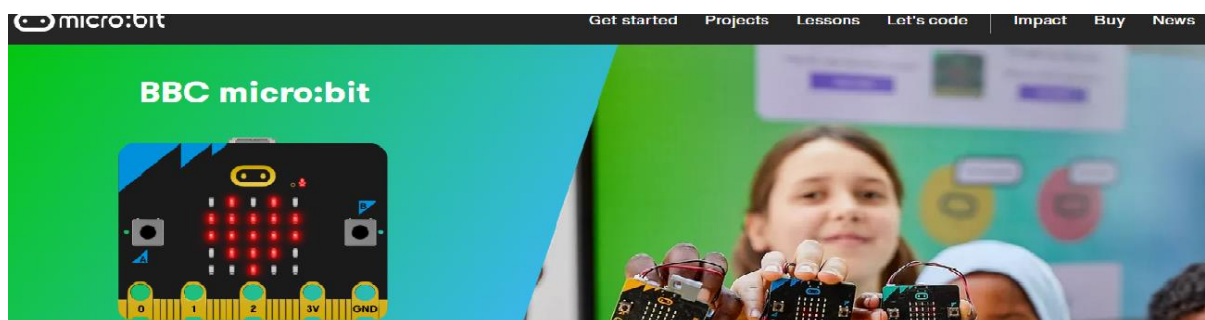 micro:bit
Get started Projects Lessons Let's code Impact Buy News
BBC micro:bit
B
A
0 1 2 3V GND